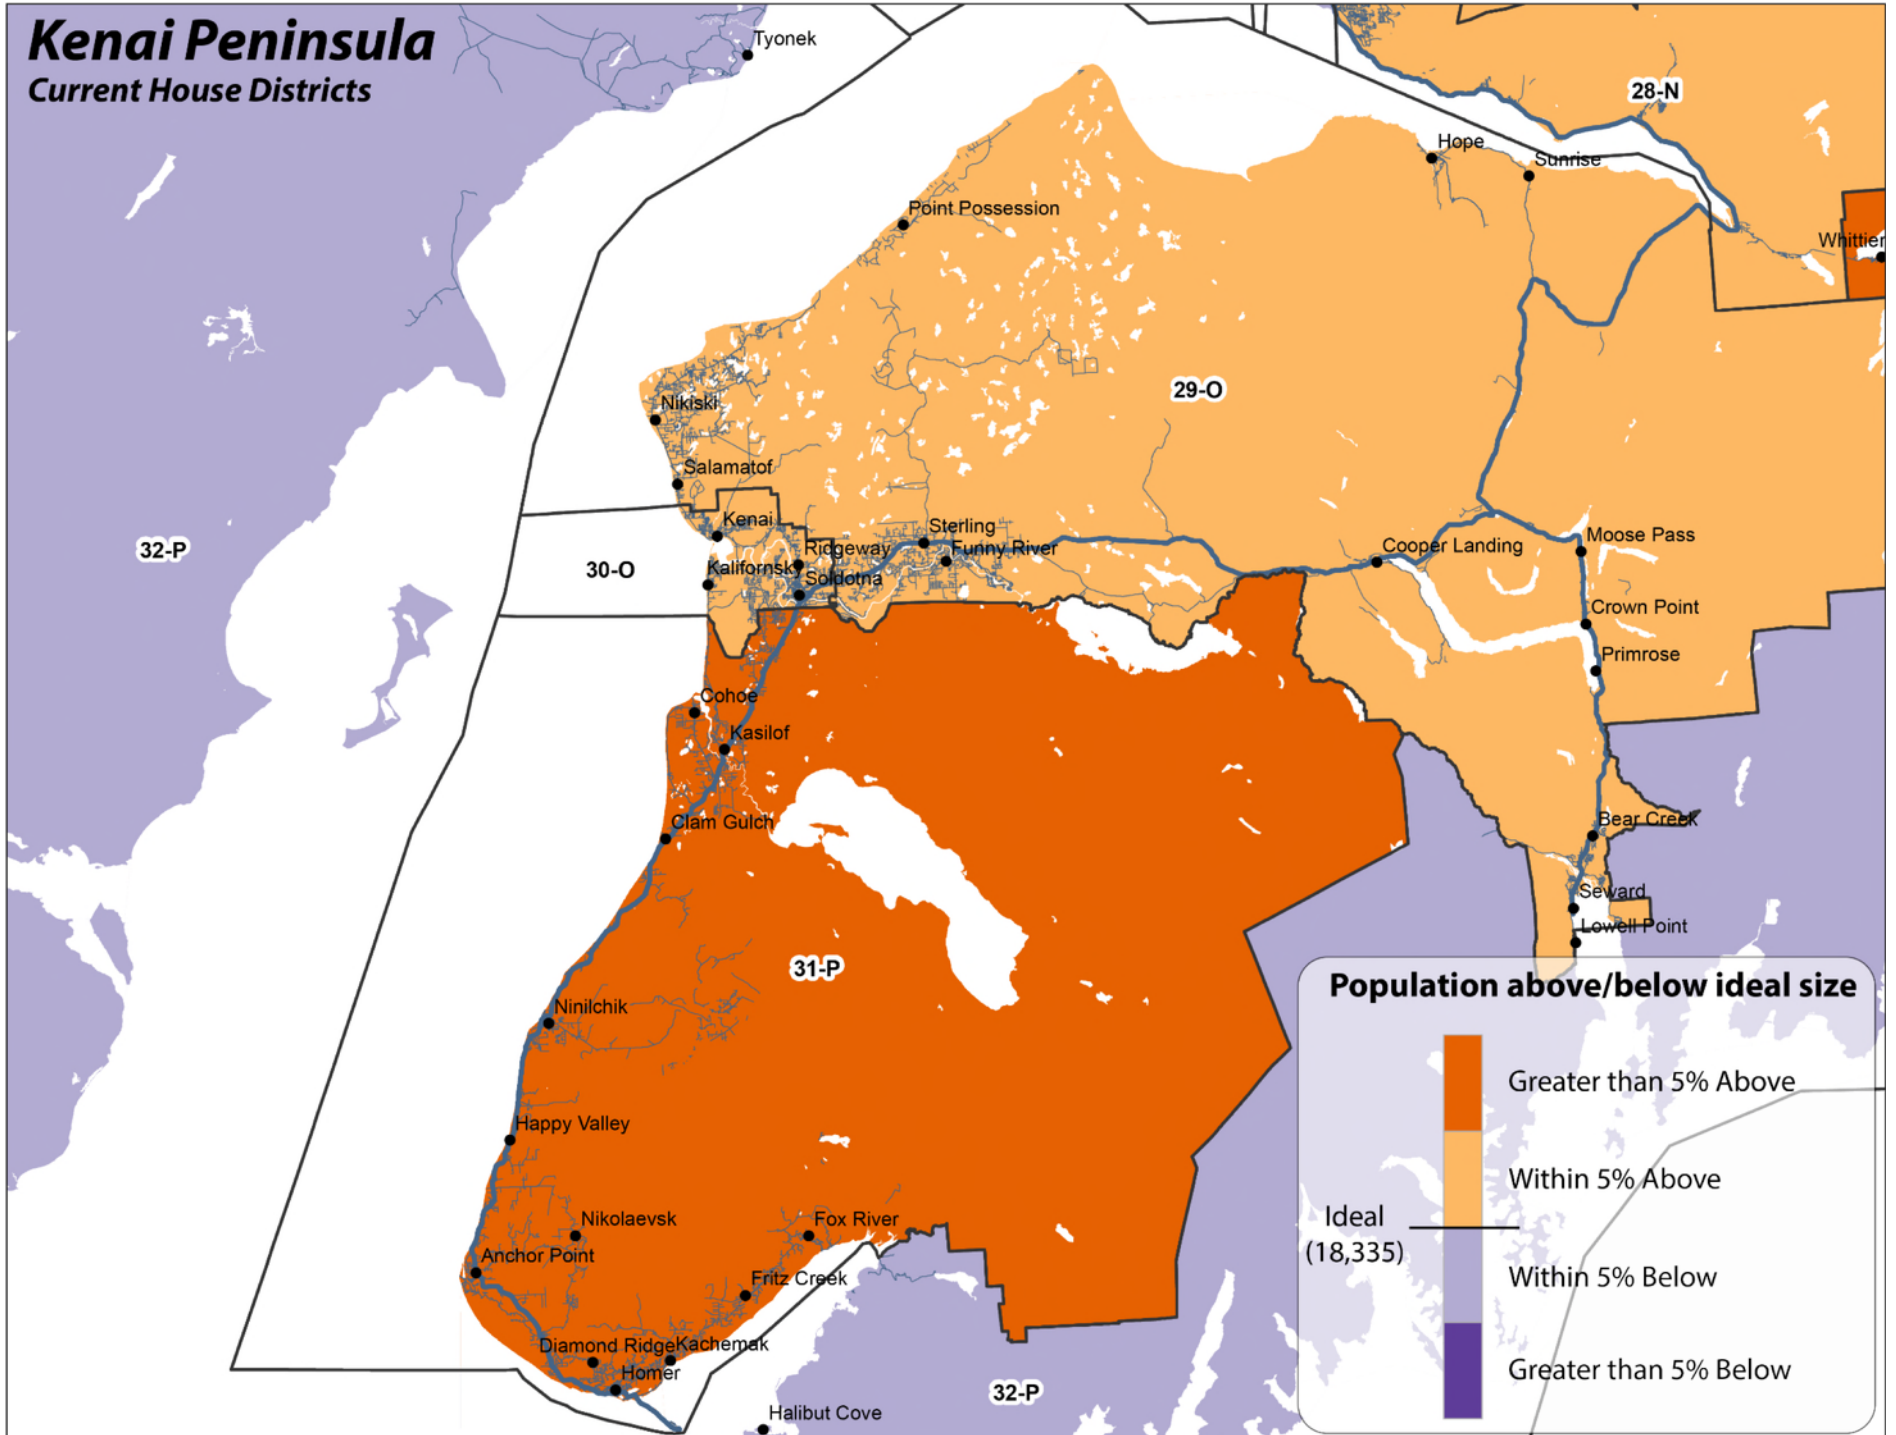 Kenai Peninsula
Current House Districts
Tyonek
28-N
Hope
Sunrise
Point Possession
Whittier
29-O
Nikiski
Salamatof
Kenai
Sterling
Ridgeway
Funny River
Moose Pass
Cooper Landing
32-P
30-O
Kalifornsky
Soldotna
Crown Point
Primrose
Cohoe
Kasilof
Clam Gulch
Bear Creek
Seward
Lowell Point
31-P
Ninilchik
Happy Valley
Nikolaevsk
Fox River
Anchor Point
Fritz Creek
Diamond Ridge
Kachemak
Homer
32-P
Halibut Cove
Population above/below ideal size
Greater than 5% Above
Within 5% Above
Ideal
(18,335)
Within 5% Below
Greater than 5% Below